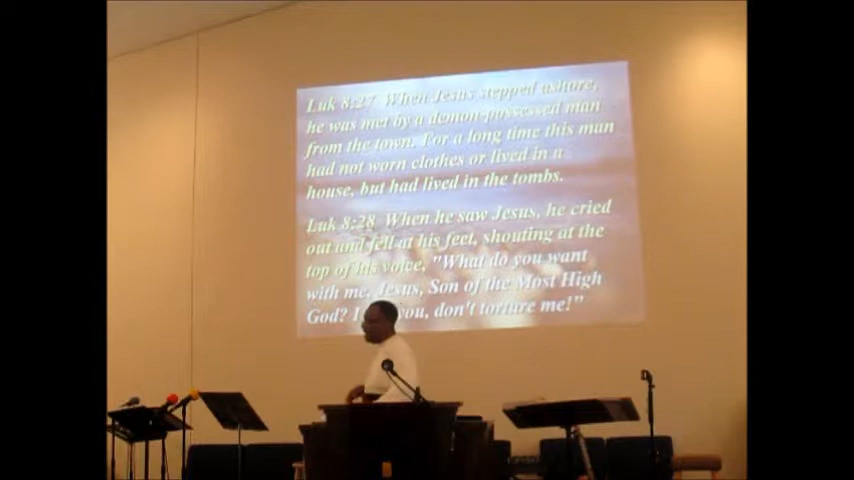 Luk 8:27 When Jesus stepped ashore,
he was met by a demon-possessed man
from the town. For a long time this man
had not worn clothes or lived in a
house, but had lived in the tombs.
Luk 8:28 When he saw Jesus, he cried
out and fell at his feet, shouting at the
top of his voice, "What do you want
with me, Jesus, Son of the Most High
God? I you, don't torture me!"